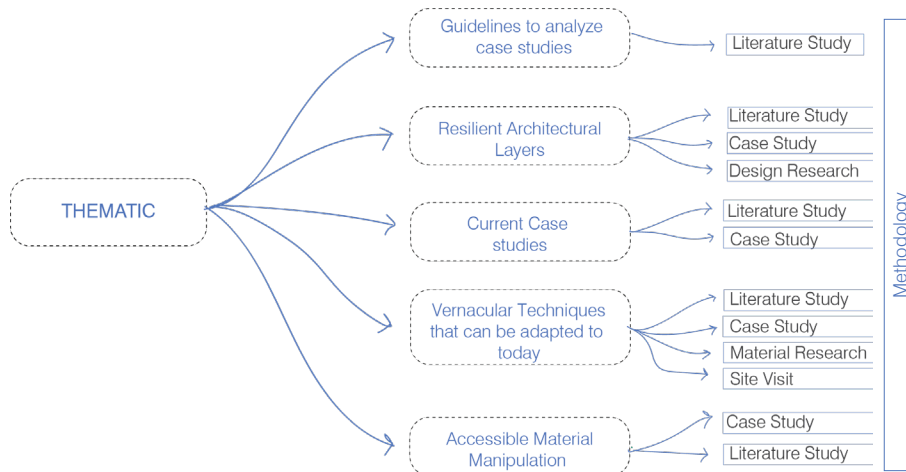 Guidelines to analyze
case studies
Literature Study
Resilient Architectural
Layers
Literature Study
Case Study
Design Research
THEMATIC
Current Case
studies
Literature Study
Case Study
Vernacular Techniques
that can be adapted to
today
Literature Study
Case Study
Material Research
Site Visit
Accessible Material
Manipulation
Case Study
Literature Study
Methodology